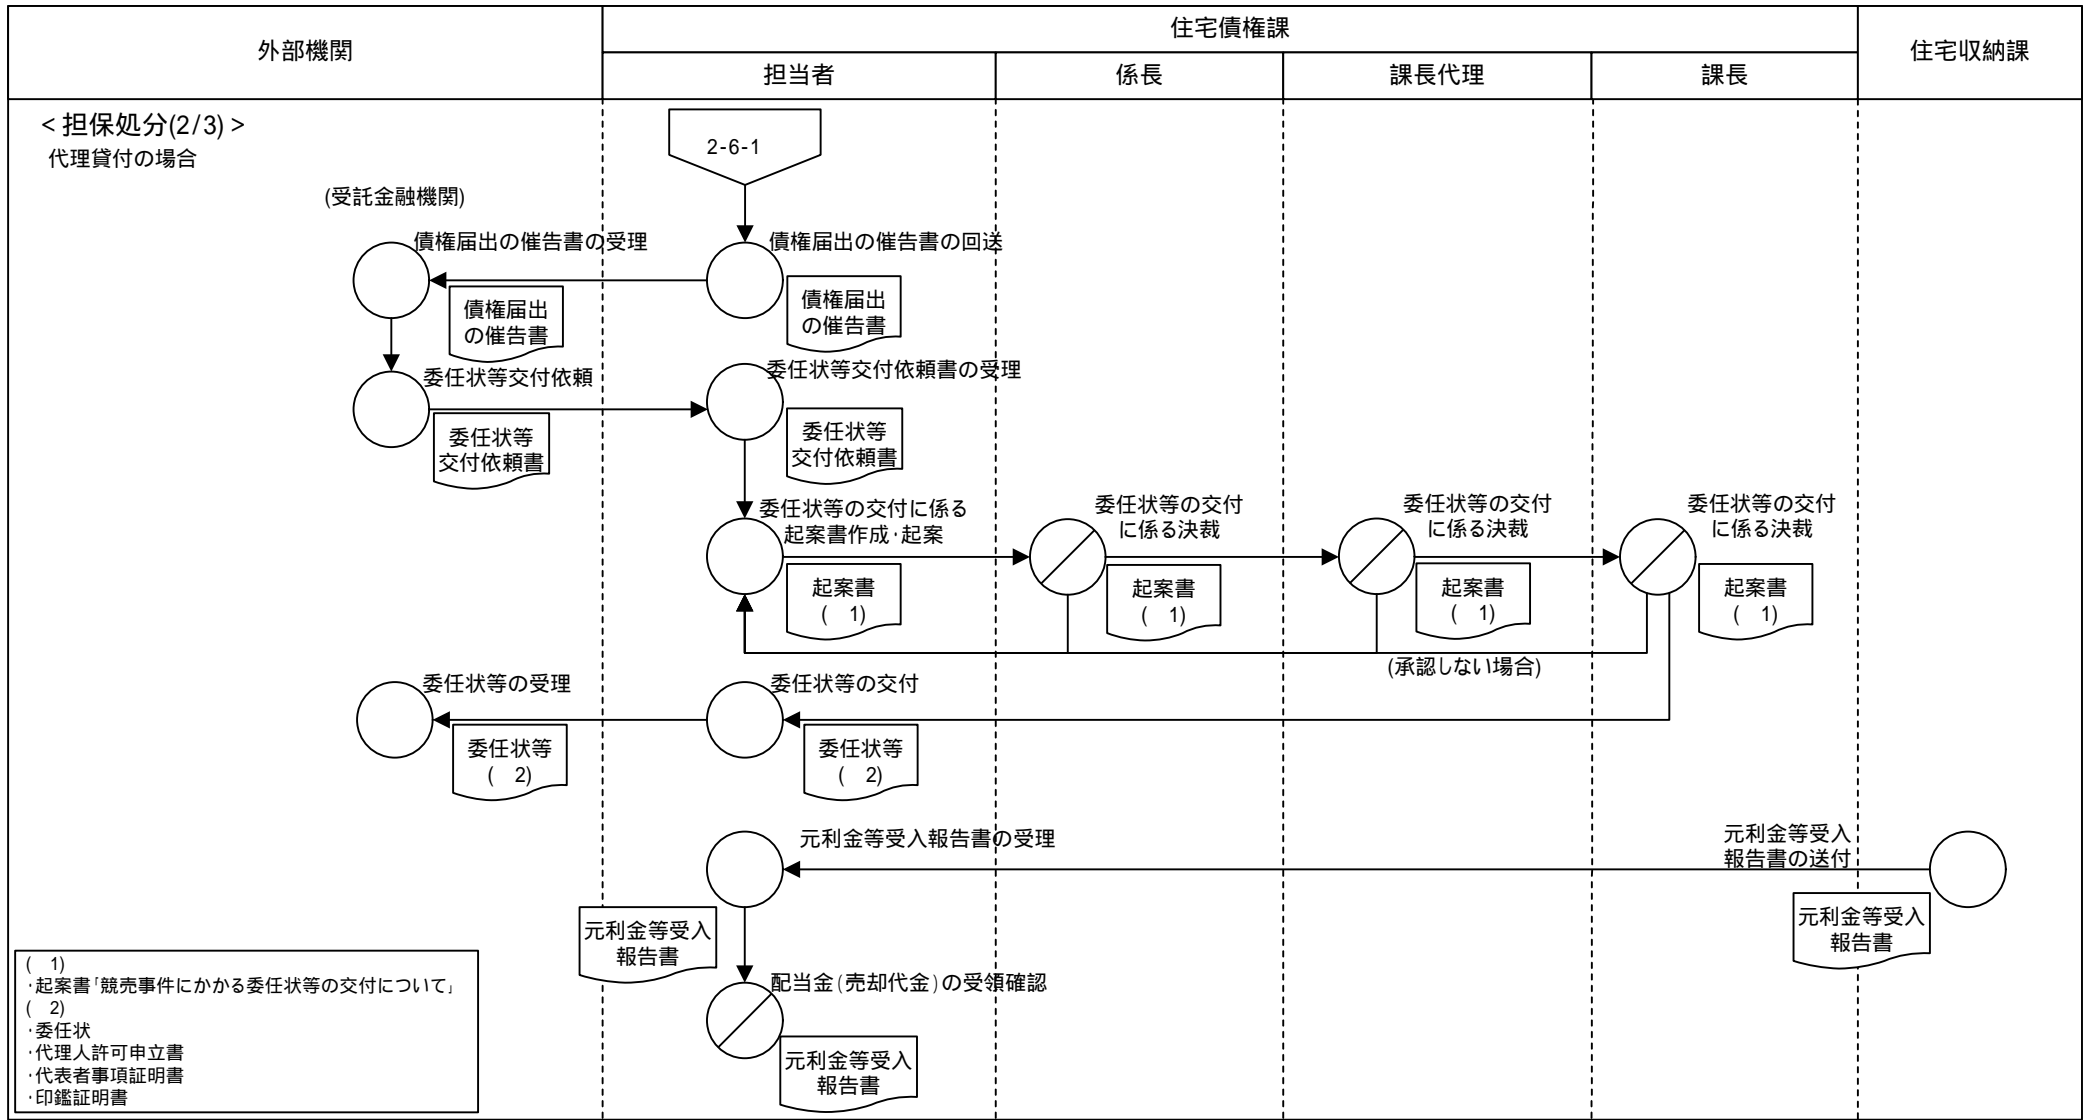 外部機関
住宅債権課
住宅収納課
担当者
係長
課長代理
課長
<担保処分(2/3)>
代理貸付の場合
2-6-1
(受託金融機関)
債権届出の催告書の受理
債権届出の催告書の回送
債権届出
の催告書
債権届出
の催告書
委任状等交付依頼
委任状等交付依頼書の受理
委任状等
交付依頼書
委任状等
交付依頼書
委任状等の交付に係る
起案書作成・起案
委任状等の交付
に係る決裁
委任状等の交付
に係る決裁
委任状等の交付
に係る決裁
起案書
( 1)
起案書
( 1)
起案書
( 1)
起案書
( 1)
(承認しない場合)
委任状等の受理
委任状等の交付
委任状等
( 2)
委任状等
( 2)
元利金等受入報告書の受理
元利金等受入
報告書の送付
元利金等受入
報告書
元利金等受入
報告書
配当金(売却代金)の受領確認
元利金等受入
報告書
( 1)
・起案書「競売事件にかかる委任状等の交付について」
( 2)
・委任状
・代理人許可申立書
・代表者事項証明書
・印鑑証明書